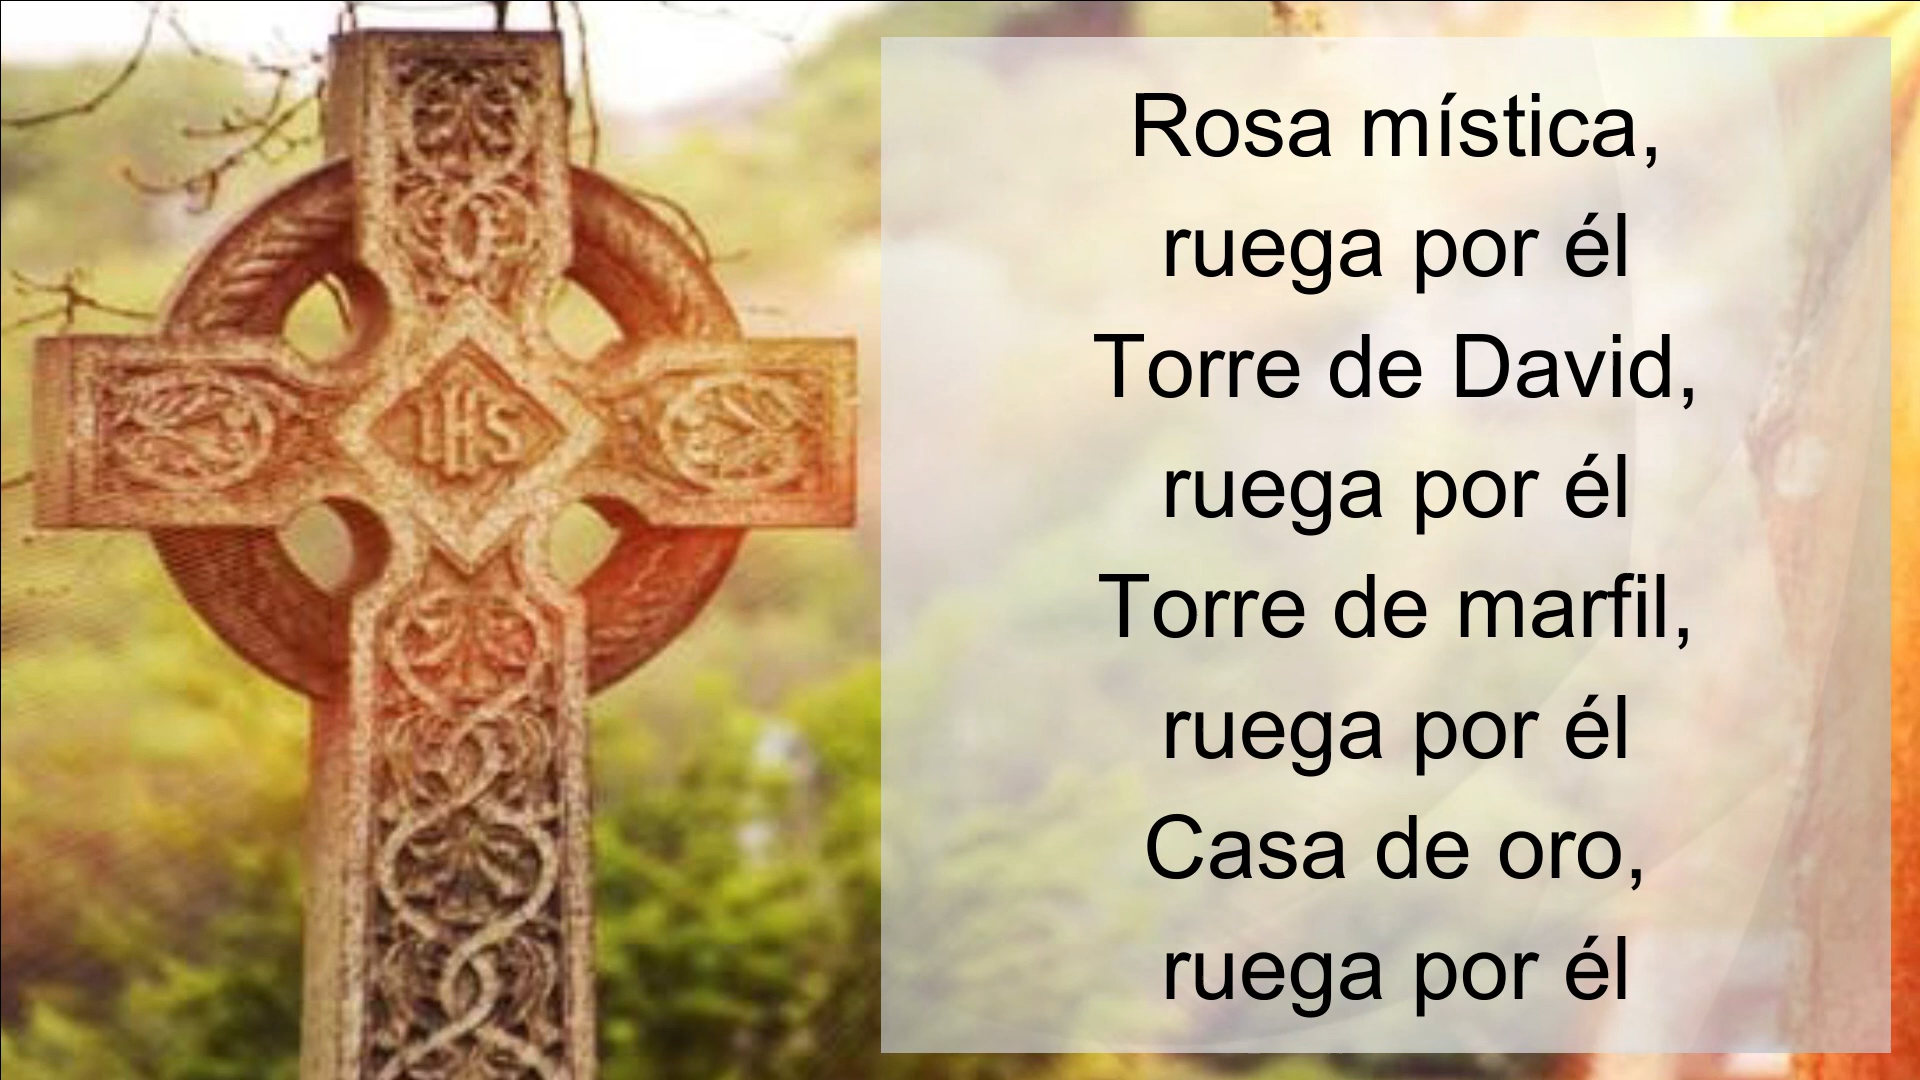 IHS
Rosa mística,
ruega por él
Torre de David,
ruega por él
Torre de marfil,
ruega por él
Casa de oro,
ruega por él